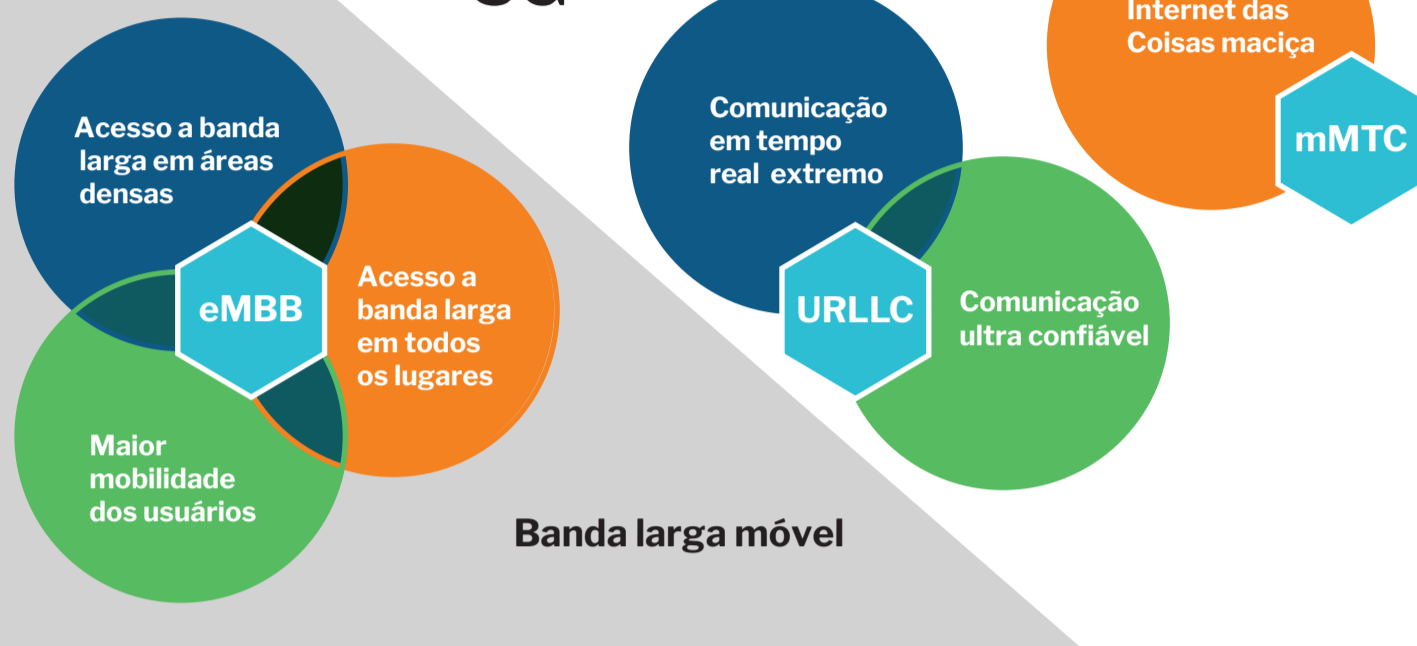 Acesso a banda
larga em áreas
densas
eMBB
Acesso a
banda larga
em todos
os lugares
Maior
mobilidade
dos usuários
Banda larga móvel
Comunicação
em tempo
real extremo
URLLC
Comunicação
ultra confiável
Internet das
Coisas maciça
mMTC